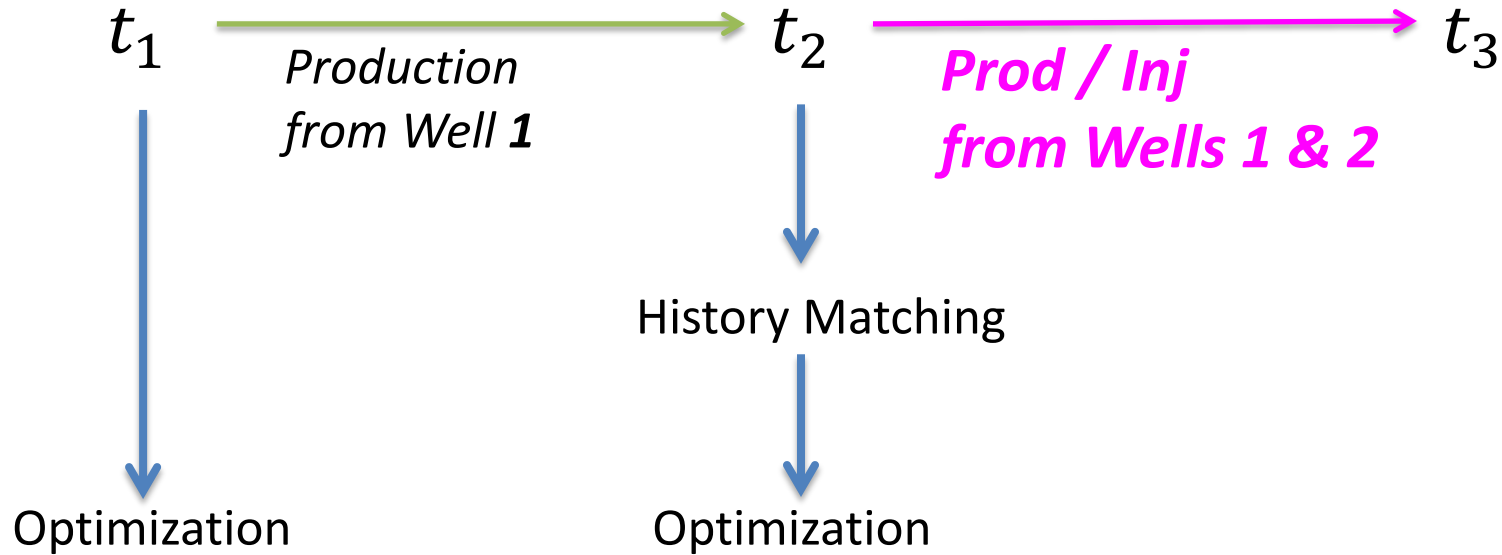 t₁
Production
from Well 1
t₂
Prod / Inj
from Wells 1 & 2
t₃
History Matching
Optimization
Optimization